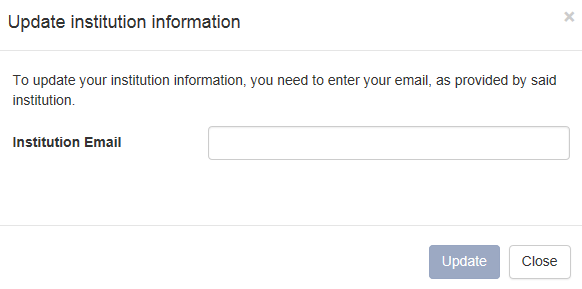 Update institution information
×
To update your institution information, you need to enter your email, as provided by said
institution.
Institution Email
Update Close